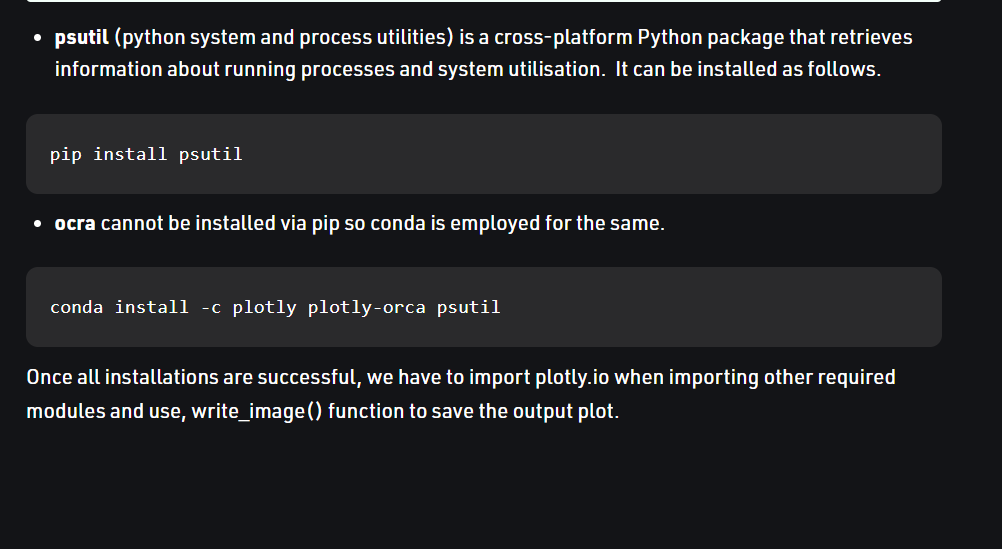 psutil (python system and process utilities) is a cross-platform Python package that retrieves
information about running processes and system utilisation.  It can be installed as follows.
pip install psutil
ocra cannot be installed via pip so conda is employed for the same.
conda install -c plotly plotly-orca psutil
Once all installations are successful, we have to import plotly.io when importing other required
modules and use, write_image() function to save the output plot.